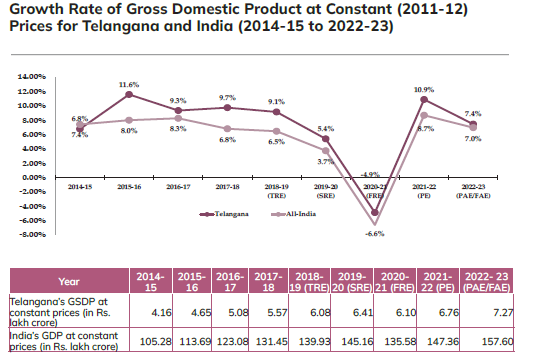 Growth Rate of Gross Domestic Product at Constant (2011-12)
Prices for Telangana and India (2014-15 to 2022-23)
14.00%
12.00%
10.00%
8.00%
6.00%
4.00%
2.00%
0.00%
-2.00%
-4.00%
-6.00%
-8.00%
6.8%
7.4%
11.6%
8.0%
9.3%
8.3%
9.7%
6.8%
9.1%
6.5%
5.4%
3.7%
-4.9%
-6.6%
10.9%
8.7%
7.4%
7.0%
2014-15 2015-16 2016-17 2017-18 2018-19 2019-20 2020-21 2021-22 2022-23
(TRE) (SRE) (FRE) (PE) (PAE/FAE)
Telangana All-India
Year 2014-15 2015-16 2016-17 2017-18 2018-19 (TRE) 2019-20 (SRE) 2020-21 (FRE) 2021-22 (PE) 2022- 23 (PAE/FAE)
Telangana's GSDP at
constant prices (in Rs. 4.16 4.65 5.08 5.57 6.08 6.41 6.10 6.76 7.27
lakh crore)
India's GDP at constant
prices (in Rs. lakh crore) 105.28 113.69 123.08 131.45 139.93 145.16 135.58 147.36 157.60